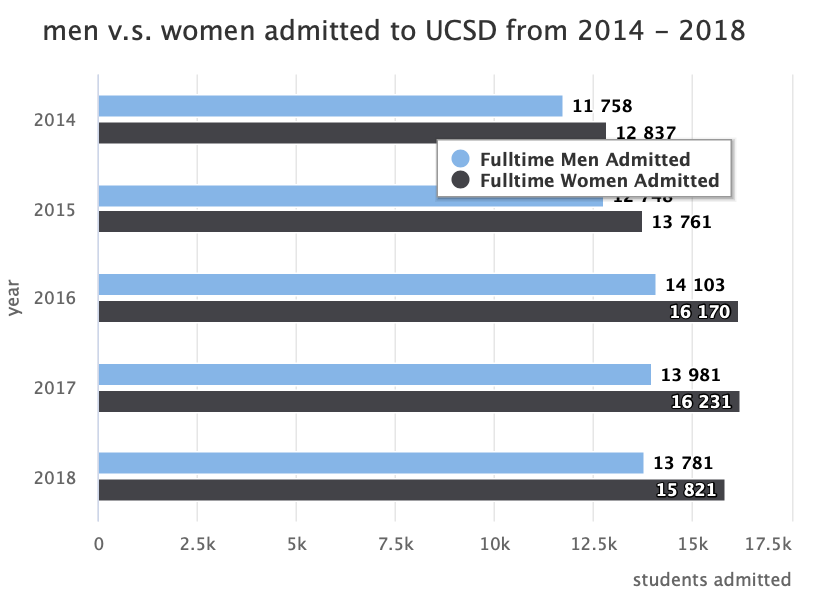 men v.s. women admitted to UCSD from 2014 – 2018
2014
11 758
12 837
Fulltime Men Admitted
Fulltime Women Admitted
2015
13 761
year
2016
14 103
16 170
2017
13 981
16 231
2018
13 781
15 821
0 2.5k 5k 7.5k 10k 12.5k 15k 17.5k
students admitted